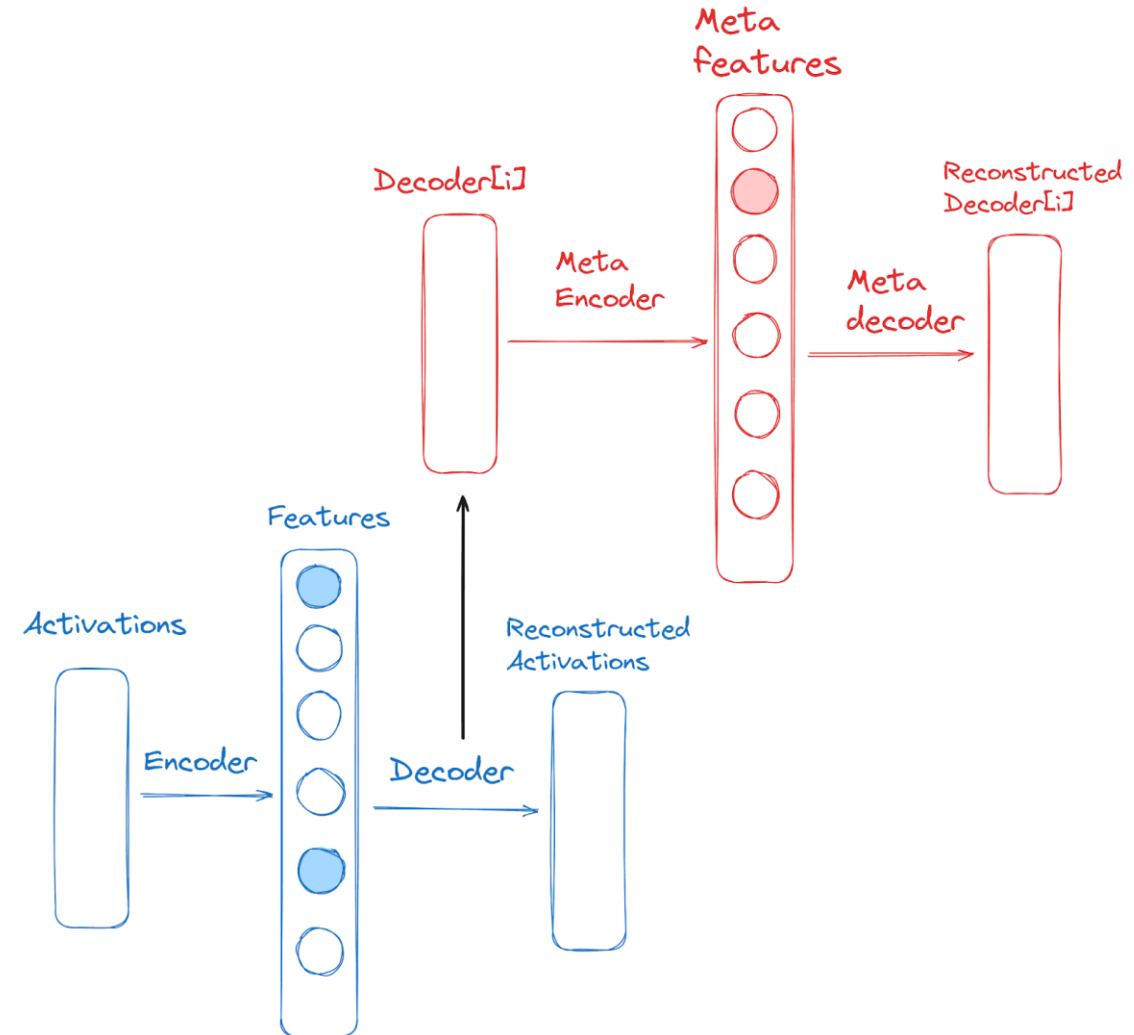 Meta
features
Decoder[i]
Reconstructed
Decoder[i]
Meta
Encoder
Meta
decoder
Features
Activations
Reconstructed
Activations
Encoder
Decoder